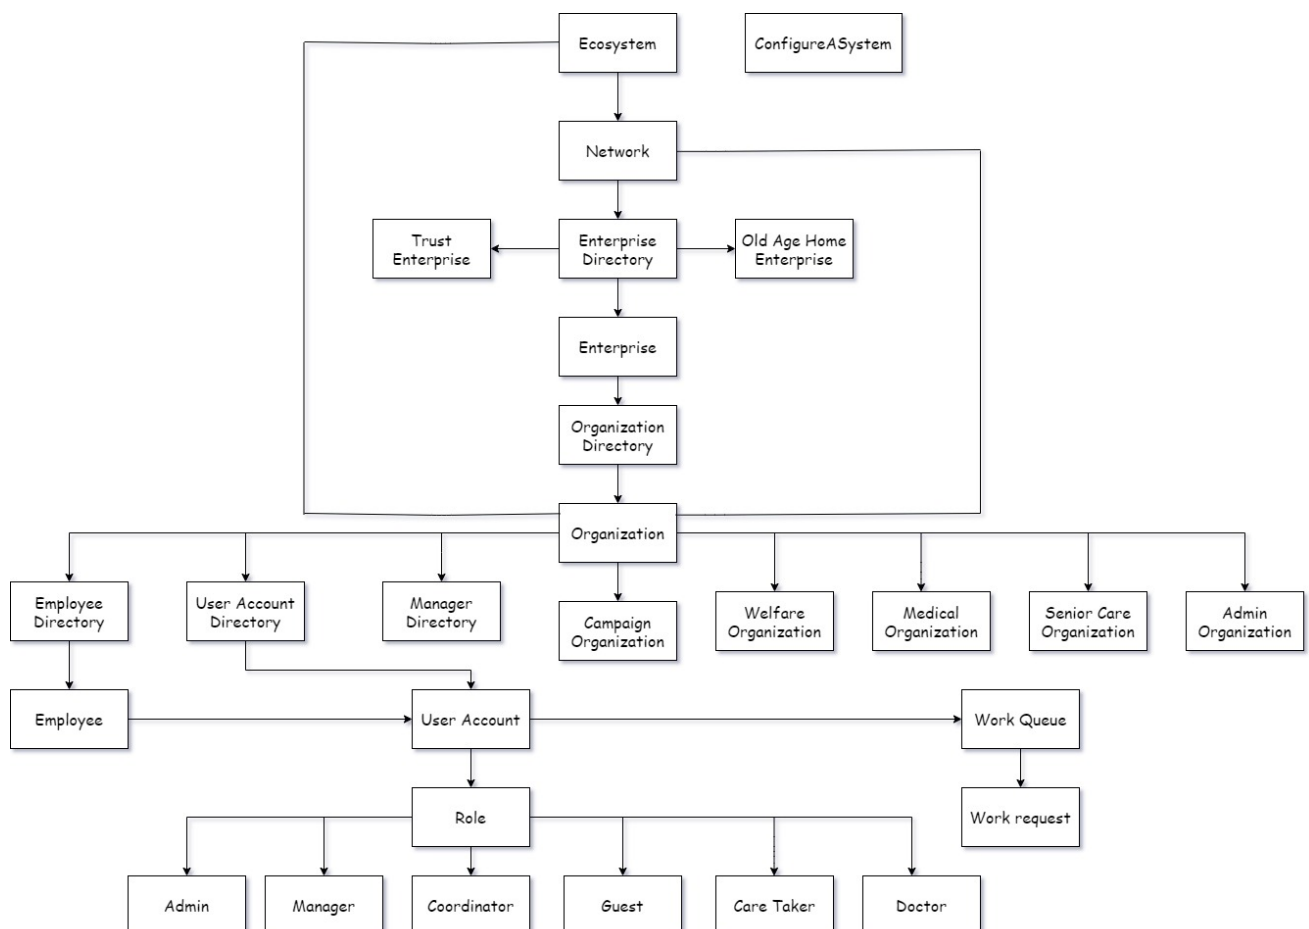 Ecosystem
ConfigureASystem
Network
Trust
Enterprise
Enterprise
Directory
Old Age Home
Enterprise
Enterprise
Organization
Directory
Organization
Employee
Directory
User Account
Directory
Manager
Directory
Campaign
Organization
Welfare
Organization
Medical
Organization
Senior Care
Organization
Admin
Organization
Employee
User Account
Work Queue
Role
Work request
Admin
Manager
Coordinator
Guest
Care Taker
Doctor